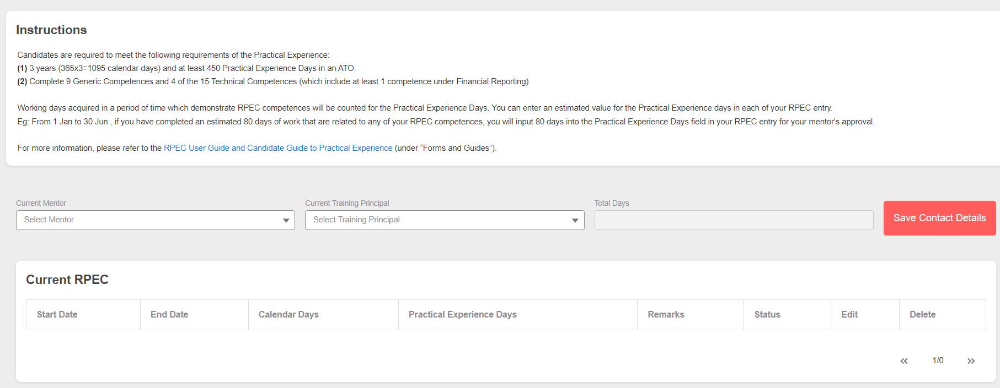 Instructions
Candidates are required to meet the following requirements of the Practical Experience:
(1) 3 years (365x3=1095 calendar days) and at least 450 Practical Experience Days in an ATO.
(2) Complete 9 Generic Competences and 4 of the 15 Technical Competences (which include at least 1 competence under Financial Reporting)
Working days acquired in a period of time which demonstrate RPEC competences will be counted for the Practical Experience Days. You can enter an estimated value for the Practical Experience days in each of your RPEC entry.
Eg: From 1 Jan to 30 Jun , if you have completed an estimated 80 days of work that are related to any of your RPEC competences, you will input 80 days into the Practical Experience Days field in your RPEC entry for your mentor's approval.
For more information, please refer to the RPEC User Guide and Candidate Guide to Practical Experience (under “Forms and Guides”).
Current Mentor Current Training Principal Total Days
Select Mentor Select Training Principal Save Contact Details
Current RPEC
Start Date End Date Calendar Days Practical Experience Days Remarks Status Edit Delete
« 1/0 »